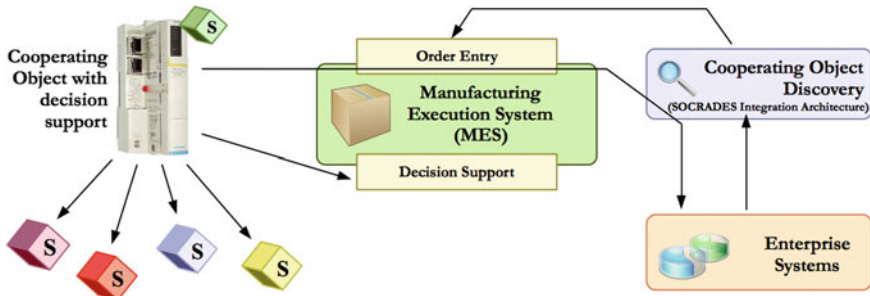 S
Cooperating
Object with
decision
support
Order Entry
Manufacturing
Execution System
(MES)
Decision Support
Cooperating Object
Discovery
(SOCRADES Integration Architecture)
Enterprise
Systems
S
S
S
S